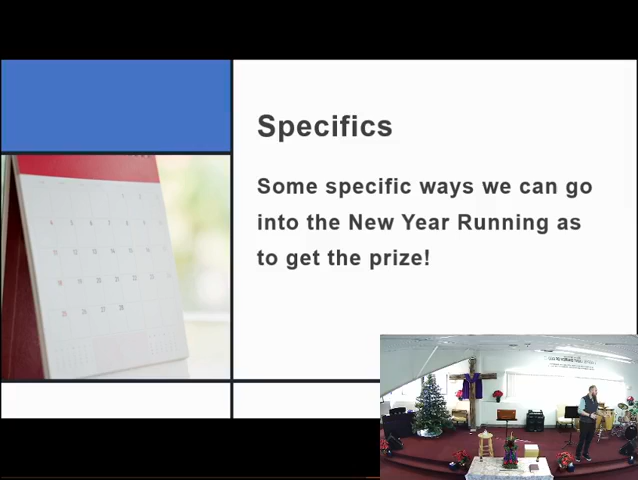 Specifics
Some specific ways we can go
into the New Year Running as
to get the prize!